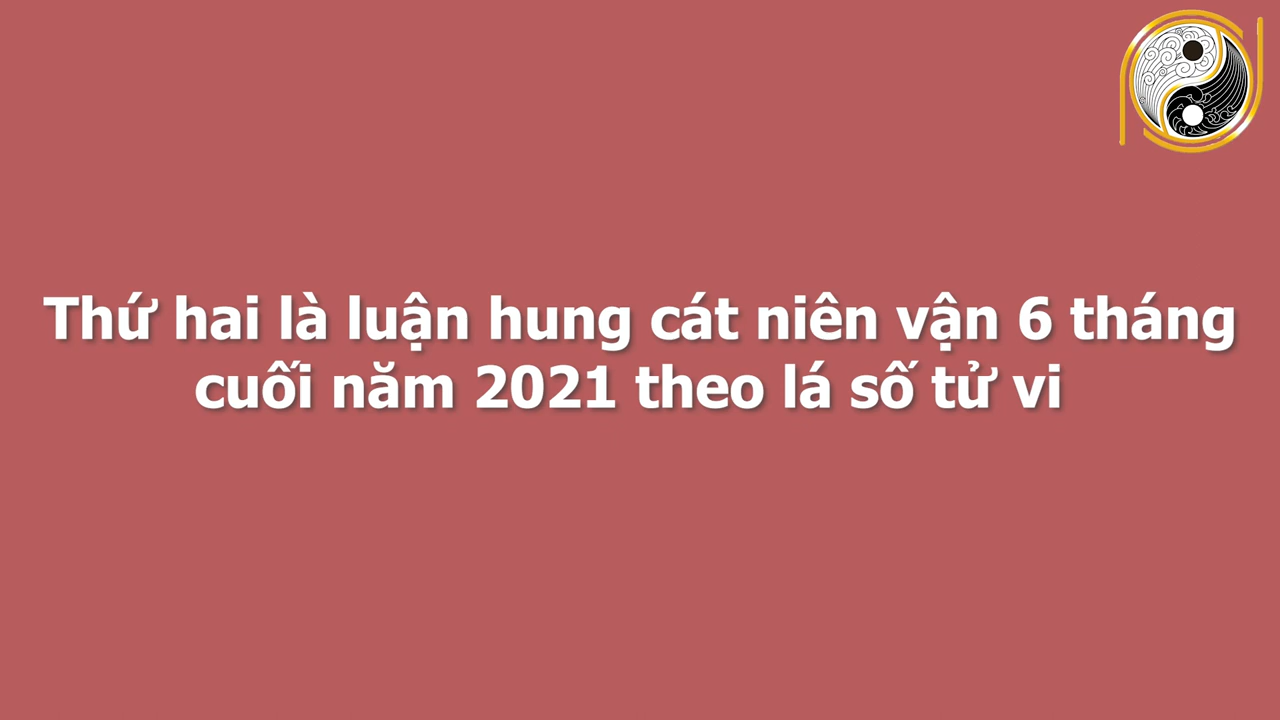 Thứ hai là luận hung cát niên vận 6 tháng
cuối năm 2021 theo lá số tử vi